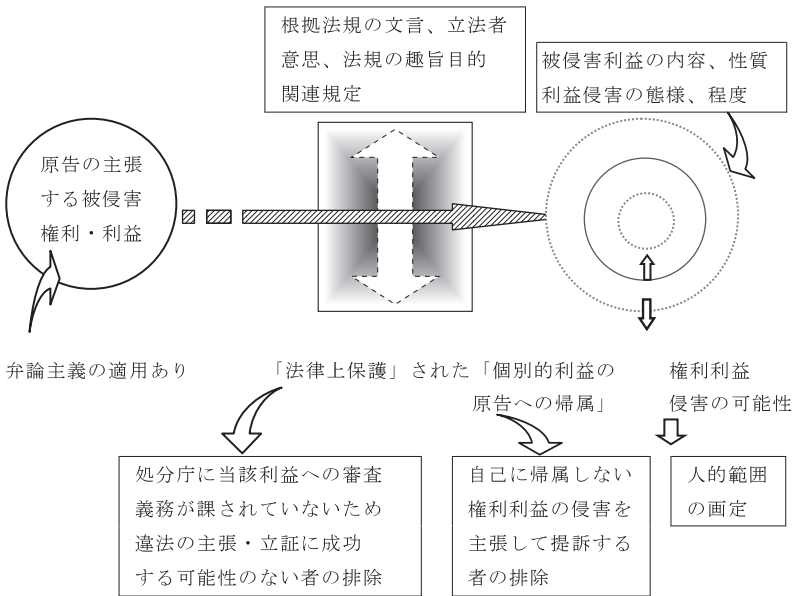 根拠法規の文言、立法者
意思、法規の趣旨目的
関連規定
被侵害利益の内容、性質
利益侵害の態様、程度
原告の主張
する被侵害
権利・利益
弁論主義の適用あり
「法律上保護」された「個別的利益の
原告への帰属」
権利利益
侵害の可能性
処分庁に当該利益への審査
義務が課されていないため
違法の主張・立証に成功
する可能性のない者の排除
自己に帰属しない
権利利益の侵害を
主張して提訴する
者の排除
人的範囲
の画定